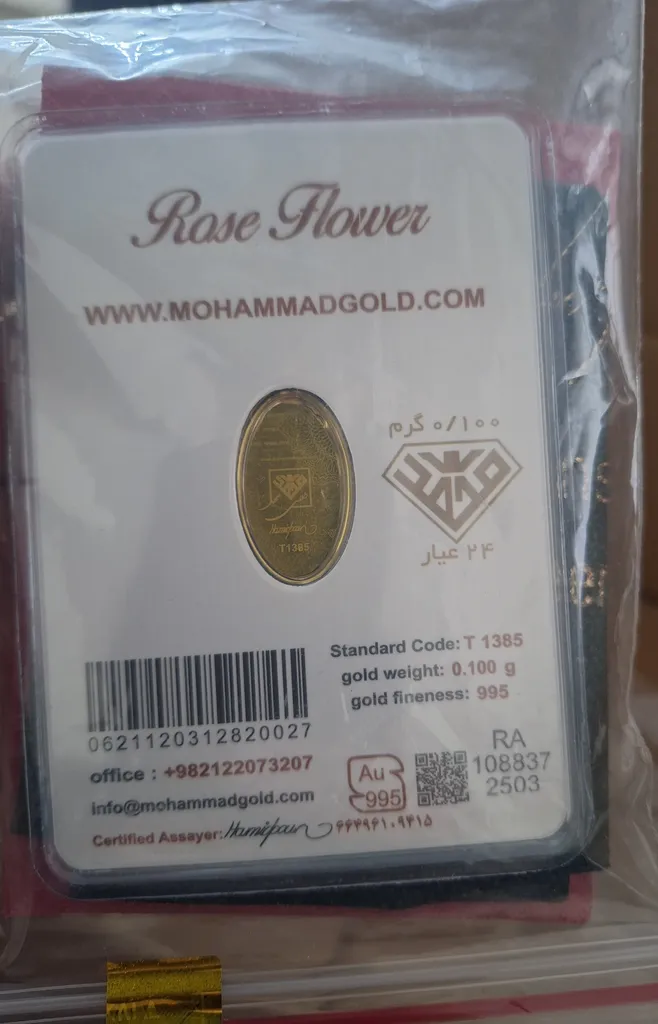 Rose Flower
WWW.MOHAMMADGOLD.COM
۰/۱۰۰ گرم
محمد
۲۴ عیار
T1385
Standard Code: T 1385
gold weight: 0.100 g
gold fineness: 995
0621120312820027
office : +982122073207
info@mohammadgold.com
Certified Assayer:
Au
995
RA
108837
2503